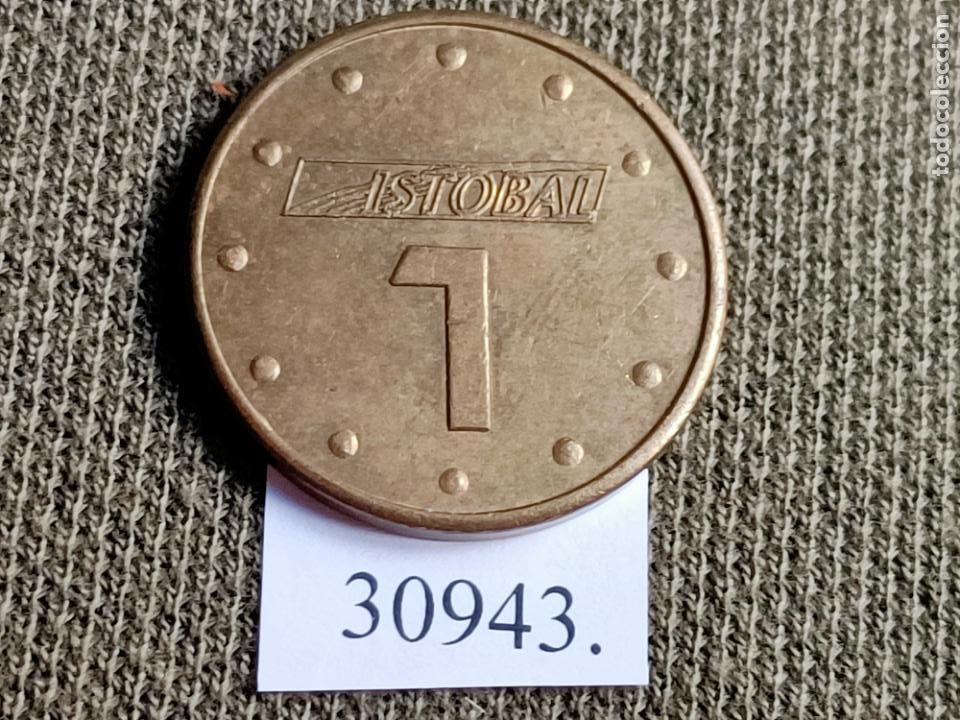 ISTOBAL
1
30943.
todocoleccion